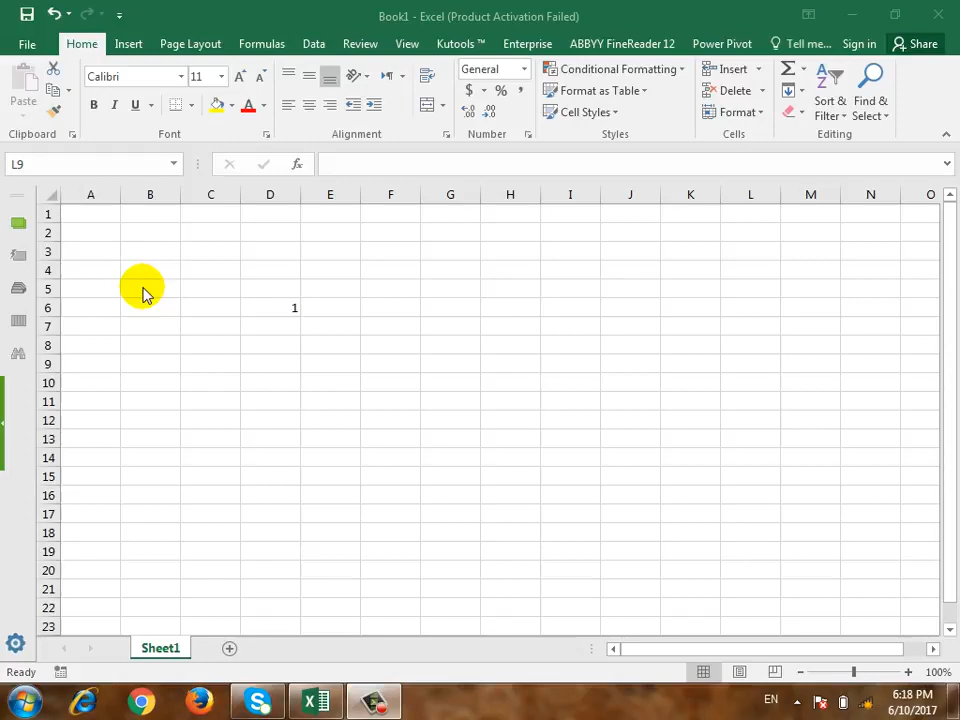 Book1 - Excel (Product Activation Failed)
File Home Insert Page Layout Formulas Data Review View Kutools ™ Enterprise ABBYY FineReader 12 Power Pivot Tell me... Sign in Share
Paste
Calibri 11
General
Conditional Formatting
Format as Table
Cell Styles
Insert
Delete
Format
Sort & Filter
Find & Select
Clipboard Font Alignment Number Styles Cells Editing
L9 fx
A B C D E F G H I J K L M N O
1
2
3
4
5
6 1
7
8
9
10
11
12
13
14
15
16
17
18
19
20
21
22
23
Sheet1
Ready 100%
EN 6:18 PM
6/10/2017